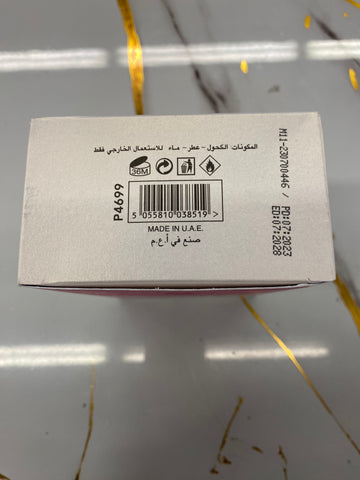 المكونات: الكحول - عطر- ماء للاستعمال الخارجي فقط
36M
P4699
5 055810 038519 >
MADE IN U.A.E.
صنع في أ.ع.م
M11-230700446 /
PD:07:2023
ED:07:2028